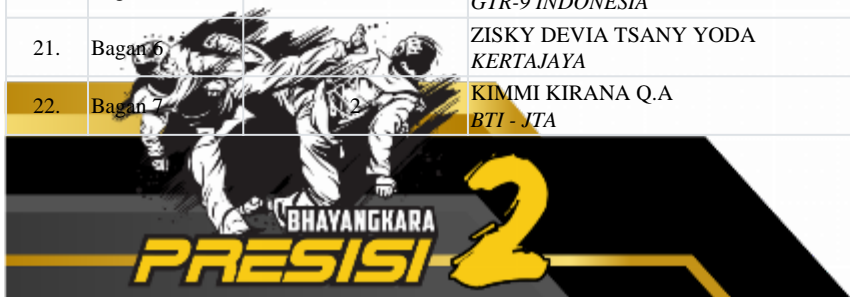 GTR-9 INDONESIA
21. Bagan 6 ZISKY DEVIA TSANY YODA
KERTAJAYA
22. Bagan 7 2 KIMMI KIRANA Q.A
BTI - JTA
BHAYANGKARA
PRESISI 2